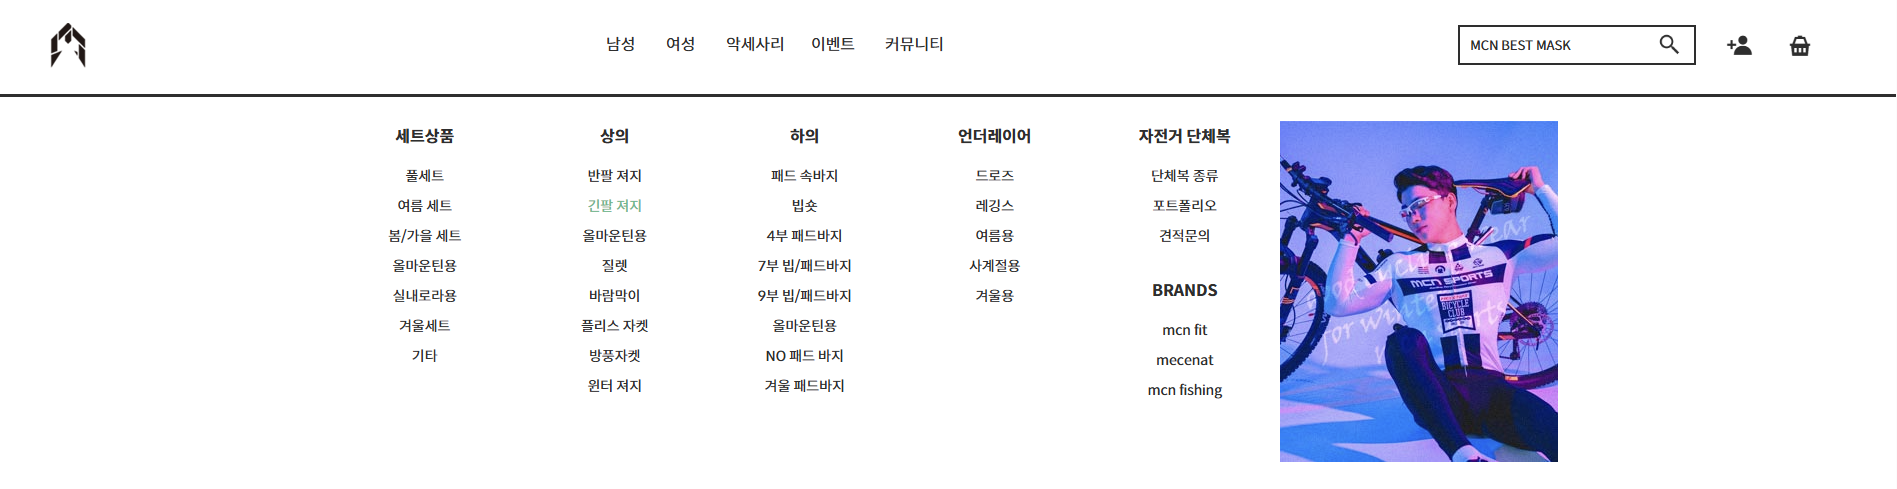 남성
여성
악세사리
이벤트
커뮤니티
MCN BEST MASK
세트상품
풀세트
여름 세트
봄/가을 세트
올마운틴용
실내로라용
겨울세트
기타
상의
반팔 져지
긴팔 져지
올마운틴용
질렛
바람막이
플리스 자켓
방풍자켓
윈터 져지
하의
패드 속바지
빕숏
4부 패드바지
7부 빕/패드바지
9부 빕/패드바지
올마운틴용
NO 패드 바지
겨울 패드바지
언더레이어
드로즈
레깅스
여름용
사계절용
겨울용
자전거 단체복
단체복 종류
포트폴리오
견적문의
BRANDS
mcn fit
mecenat
mcn fishing
mcn SPORTS
BICYCLE
CLUB